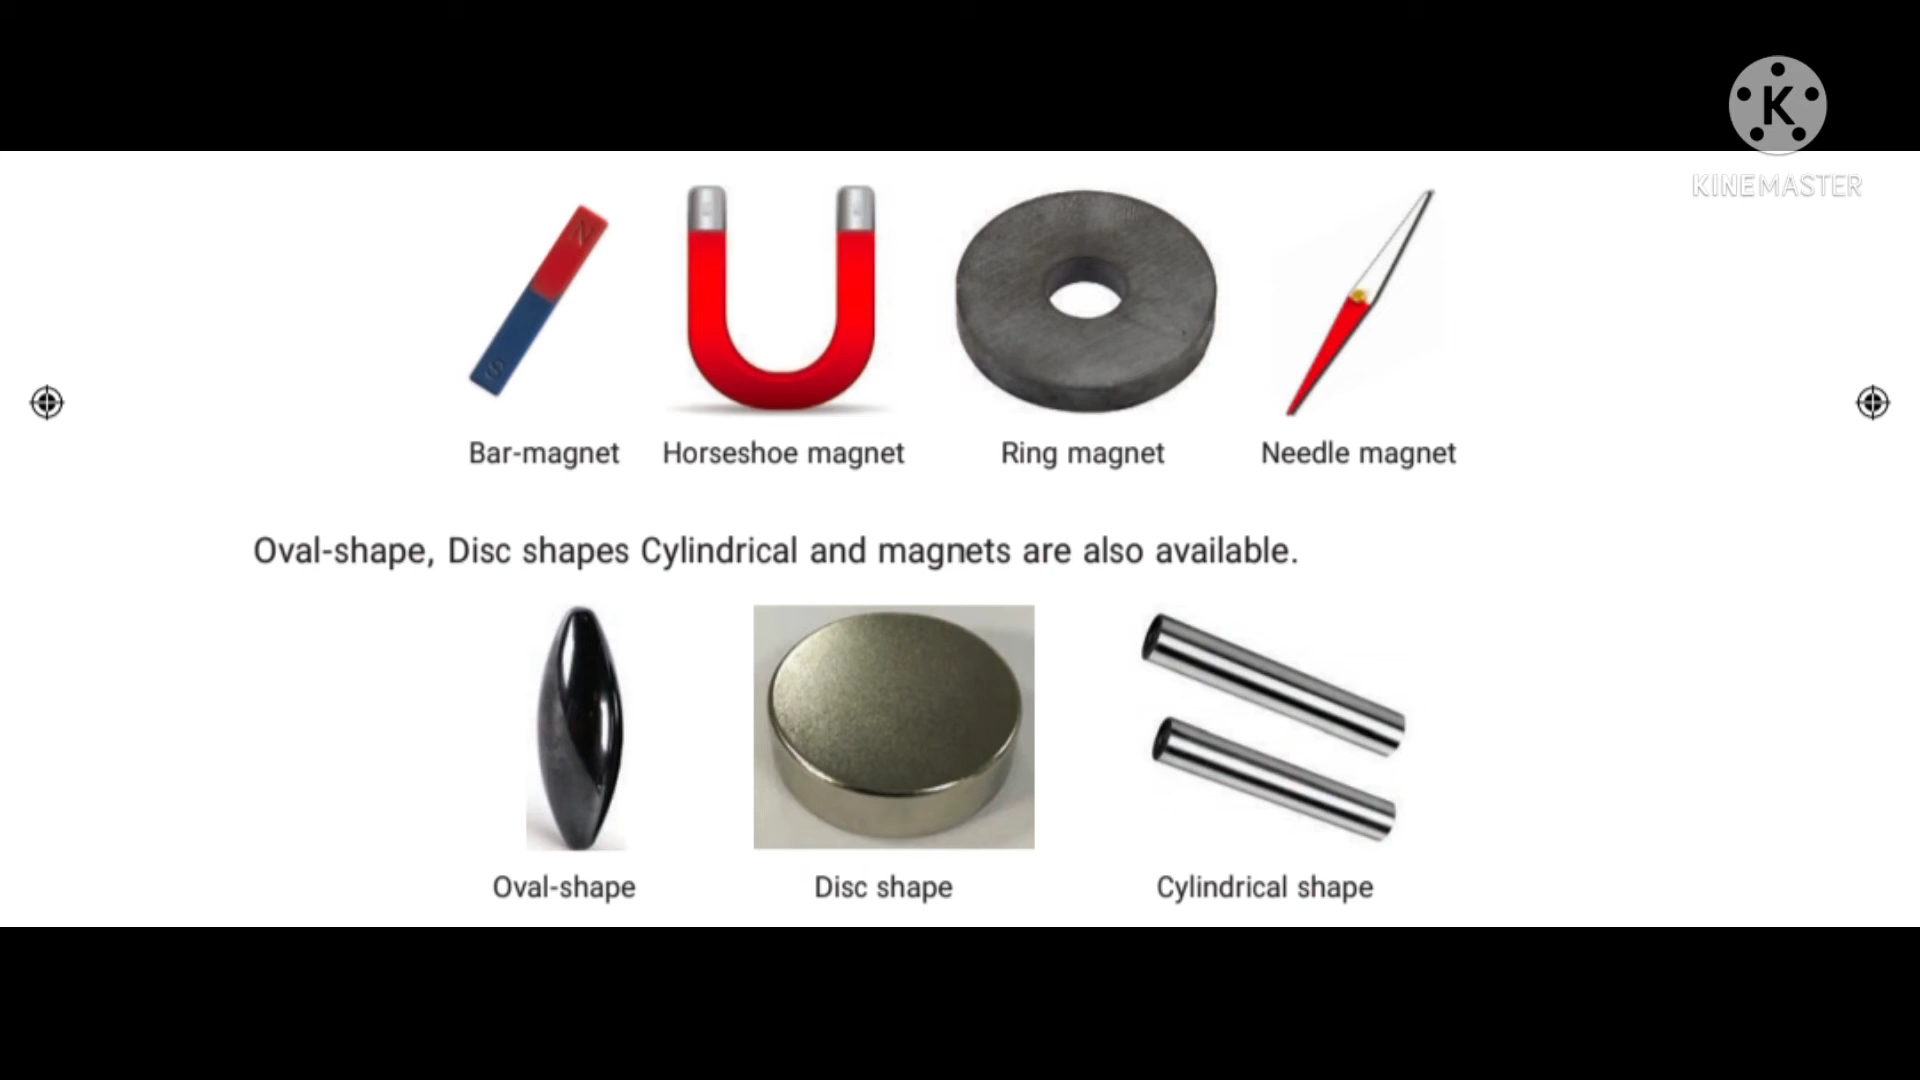 K
KINEMASTER
N
S
Bar-magnet
Horseshoe magnet
Ring magnet
Needle magnet
Oval-shape, Disc shapes Cylindrical and magnets are also available.
Oval-shape
Disc shape
Cylindrical shape